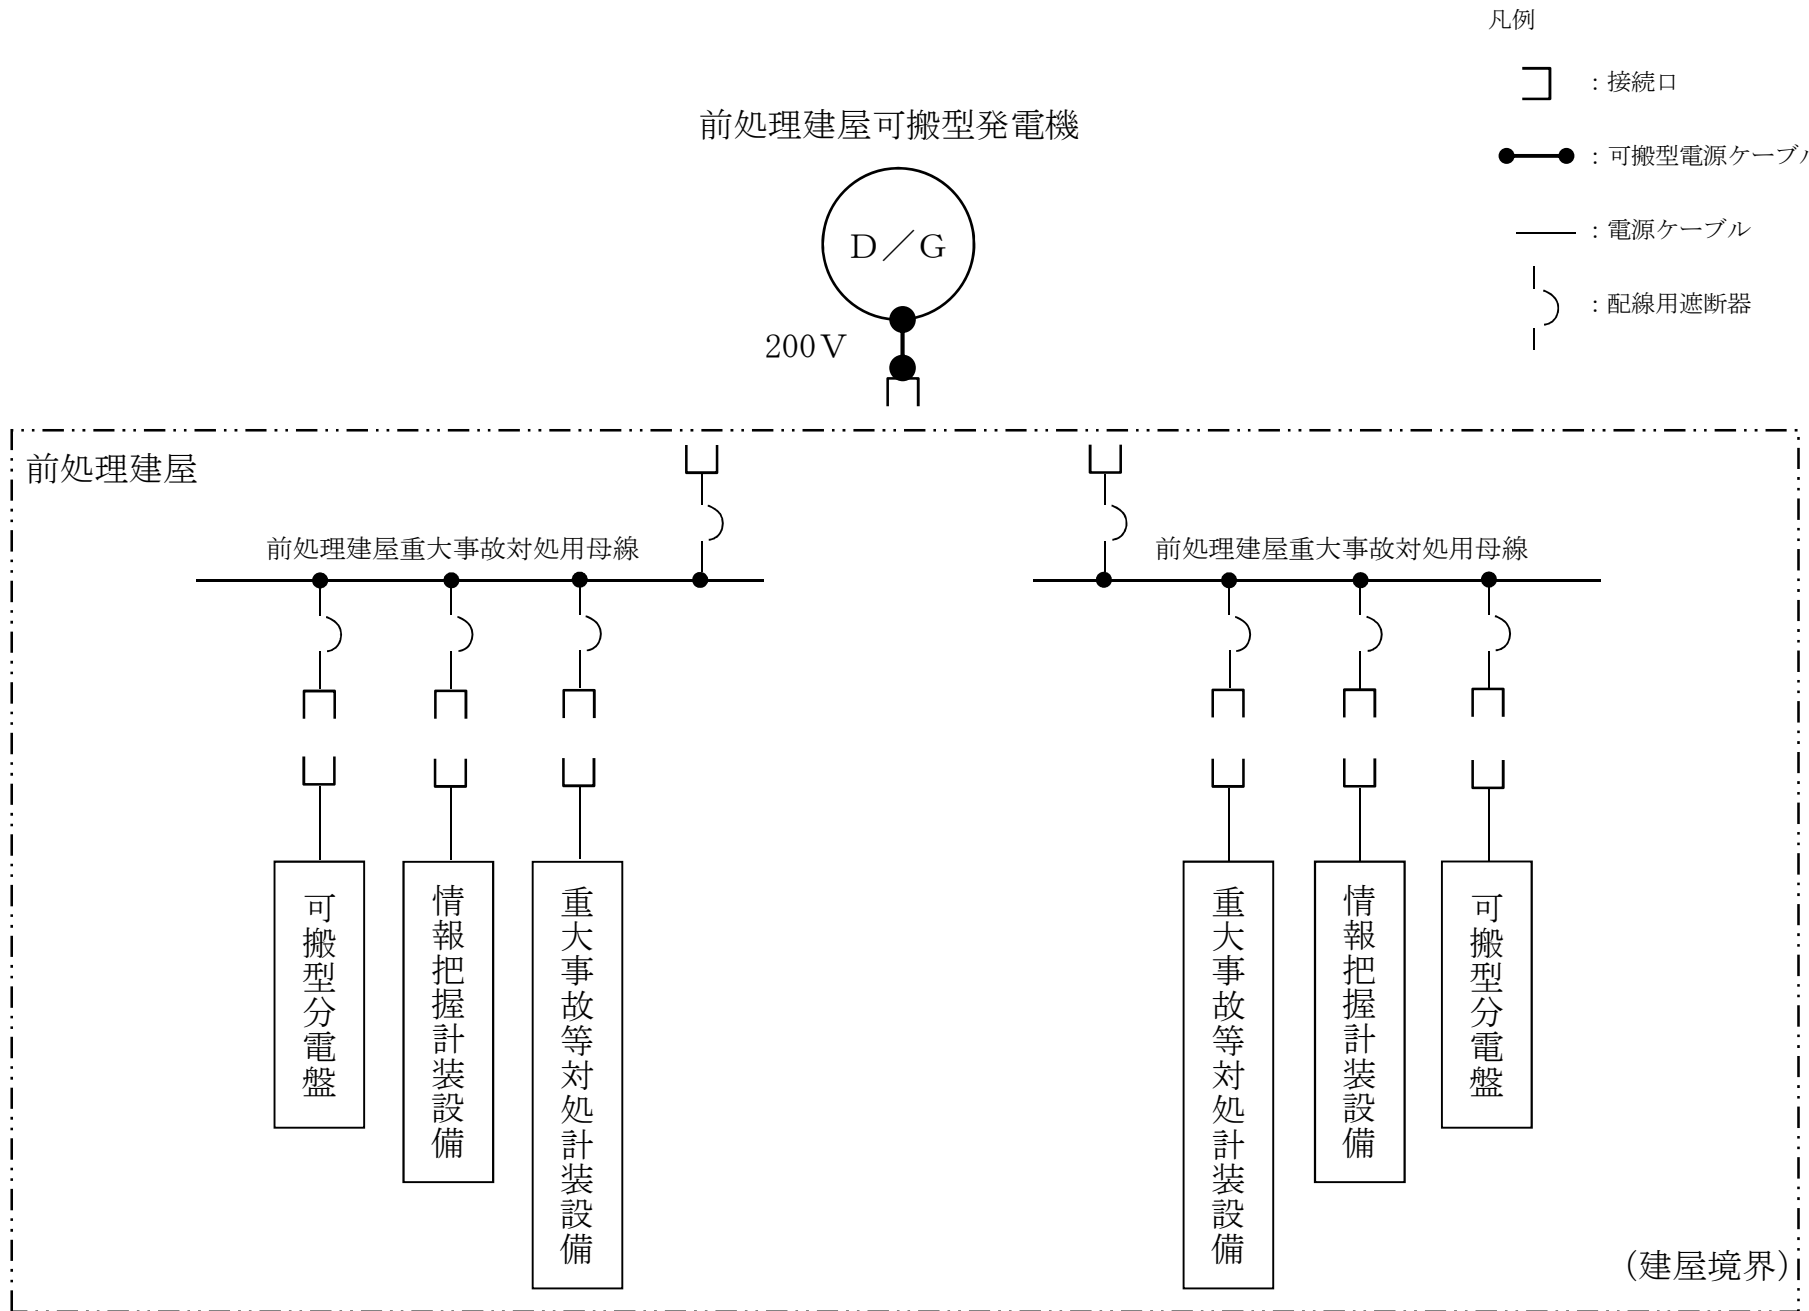 凡例
：接続口
：可搬型電源ケーブル
：電源ケーブル
：配線用遮断器
前処理建屋可搬型発電機
D／G
200V
前処理建屋
前処理建屋重大事故対処用母線
前処理建屋重大事故対処用母線
可搬型分電盤
情報把握計装設備
重大事故等対処計装設備
重大事故等対処計装設備
情報把握計装設備
可搬型分電盤
（建屋境界）